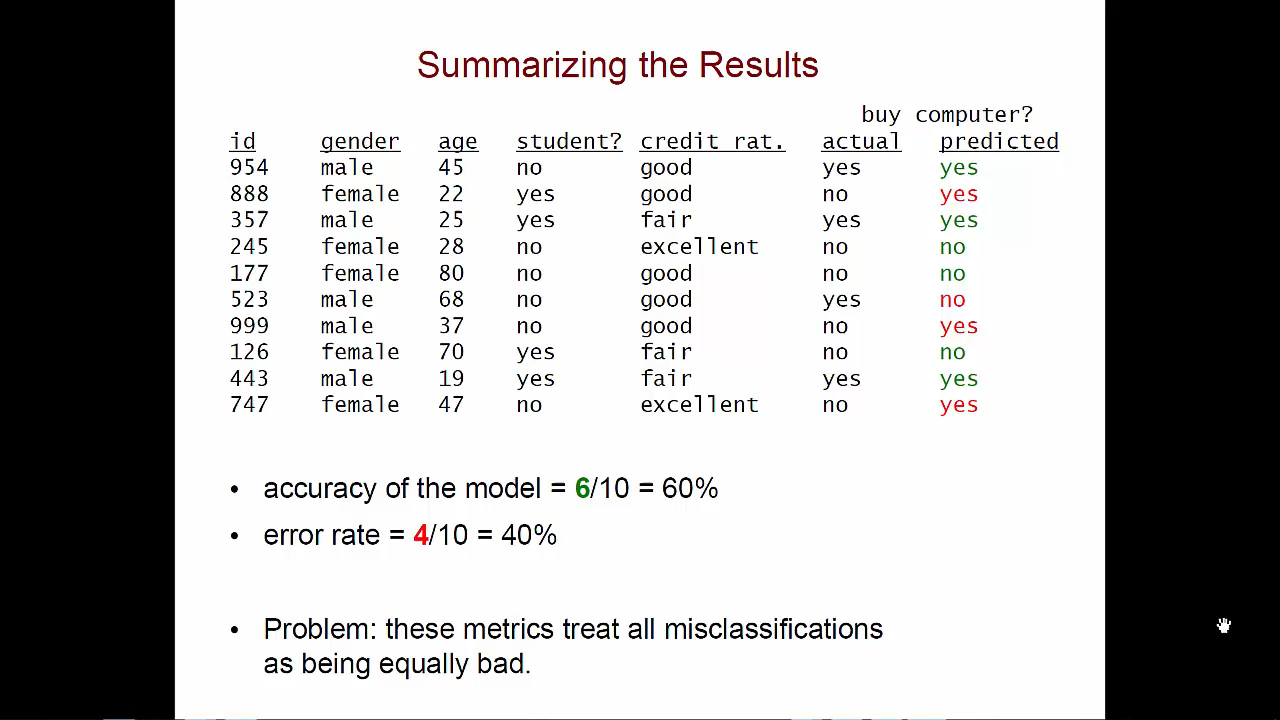 Summarizing the Results
buy computer?
id gender age student? credit rat. actual predicted
954 male 45 no good yes yes
888 female 22 yes good no yes
357 male 25 yes fair yes yes
245 female 28 no excellent no no
177 female 80 no good no no
523 male 68 no good yes no
999 male 37 no good no yes
126 female 70 yes fair no no
443 male 19 yes fair yes yes
747 female 47 no excellent no yes
• accuracy of the model = 6/10 = 60%
• error rate = 4/10 = 40%
• Problem: these metrics treat all misclassifications
as being equally bad.